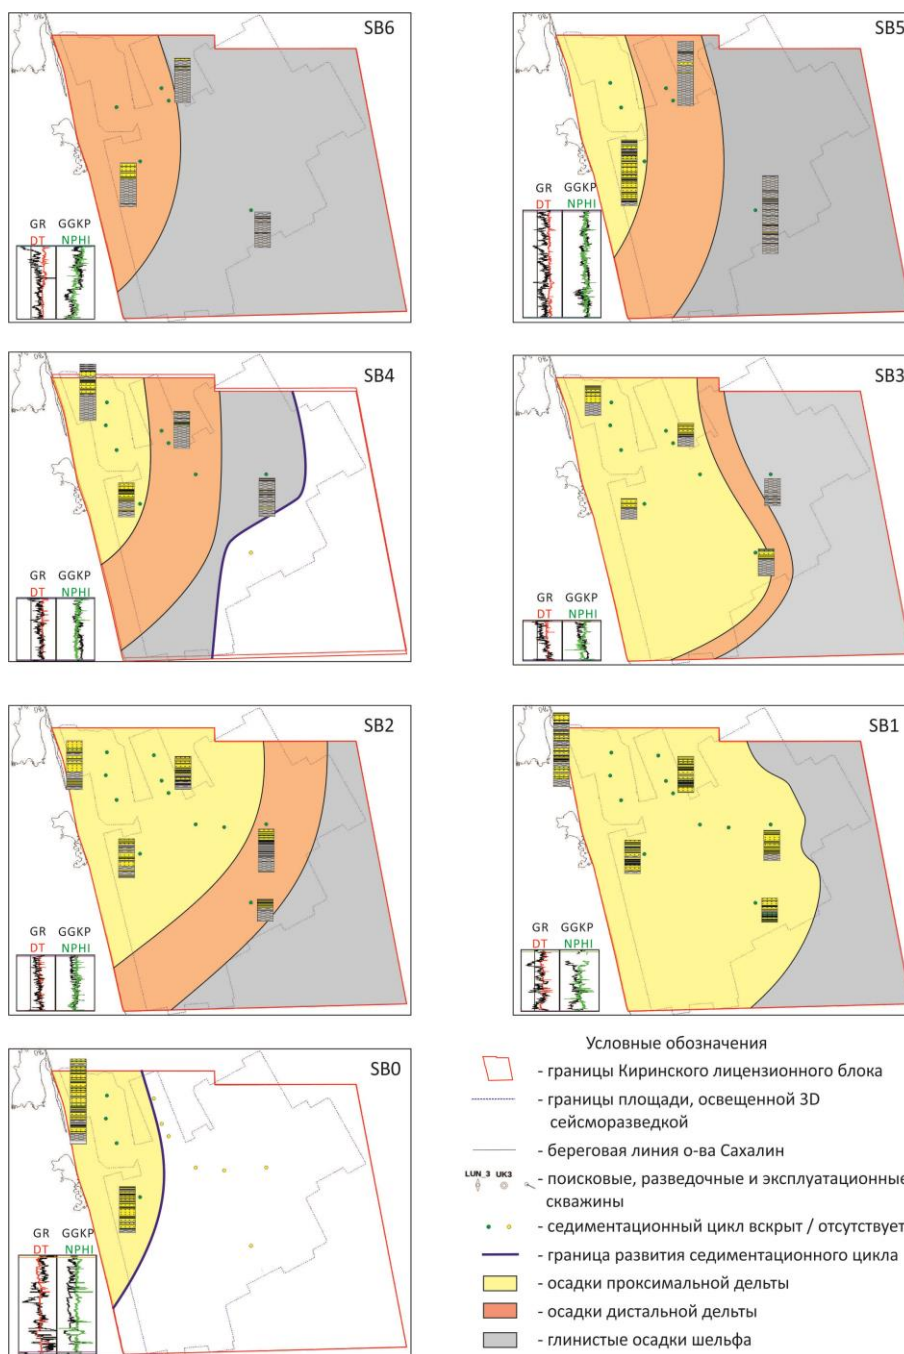 SB6
GR GGKP
DT NPHI
SB5
GR GGKP
DT NPHI
SB4
GR GGKP
DT NPHI
SB3
GR GGKP
DT NPHI
SB2
GR GGKP
DT NPHI
SB1
GR GGKP
DT NPHI
SB0
GR GGKP
DT NPHI
Условные обозначения
- границы Киринского лицензионного блока
- границы площади, освещенной 3D
сейсморазведкой
- береговая линия о-ва Сахалин
LUN_3 UK3
- поисковые, разведочные и эксплуатационные
скважины
- седиментационный цикл вскрыт / отсутствует
- граница развития седиментационного цикла
- осадки проксимальной дельты
- осадки дистальной дельты
- глинистые осадки шельфа